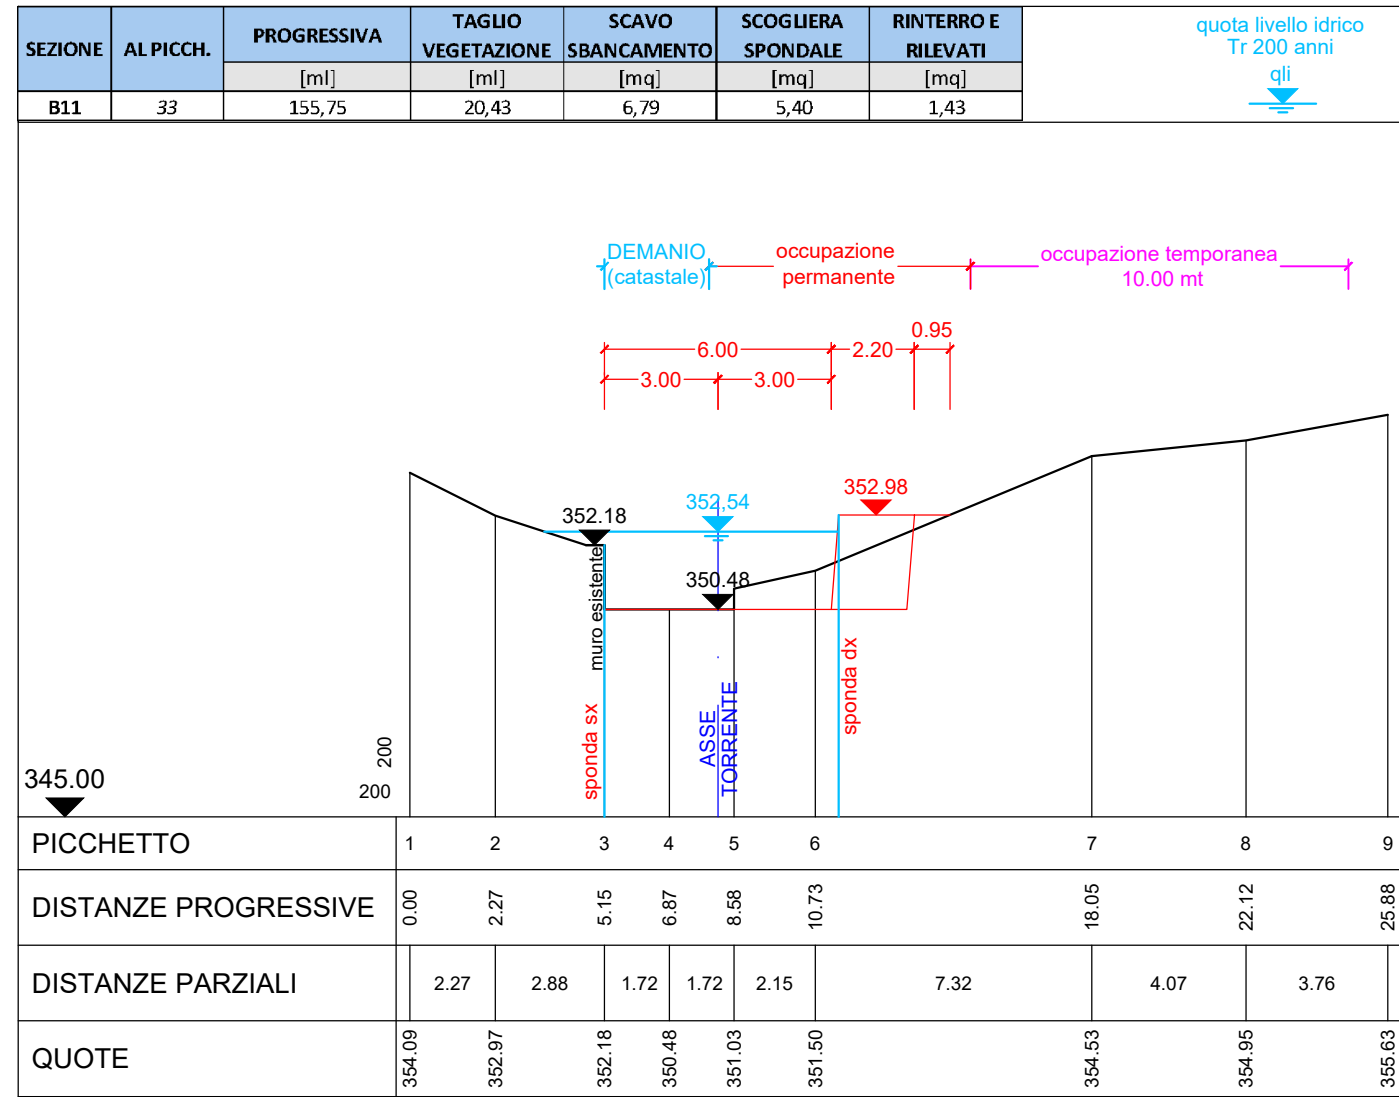 SEZIONE AL PICCH. PROGRESSIVA TAGLIO VEGETAZIONE SCAVO SBANCAMENTO SCOGLIERA SPONDALE RINTERRO E RILEVATI
[ml] [ml] [mq] [mq] [mq]
B11 33 155,75 20,43 6,79 5,40 1,43
quota livello idrico
Tr 200 anni
qli
DEMANIO
(catastale)
occupazione
permanente
occupazione temporanea
10.00 mt
0.95
6.00 2.20
3.00 3.00
352.18
352,54
352.98
350.48
muro esistente
sponda sx
ASSE
TORRENTE
sponda dx
200
200
345.00
PICCHETTO 1 2 3 4 5 6 7 8 9
DISTANZE PROGRESSIVE 0.00 2.27 5.15 6.87 8.58 10.73 18.05 22.12 25.88
DISTANZE PARZIALI 2.27 2.88 1.72 1.72 2.15 7.32 4.07 3.76
QUOTE 354.09 352.97 352.18 350.48 351.03 351.50 354.53 354.95 355.63